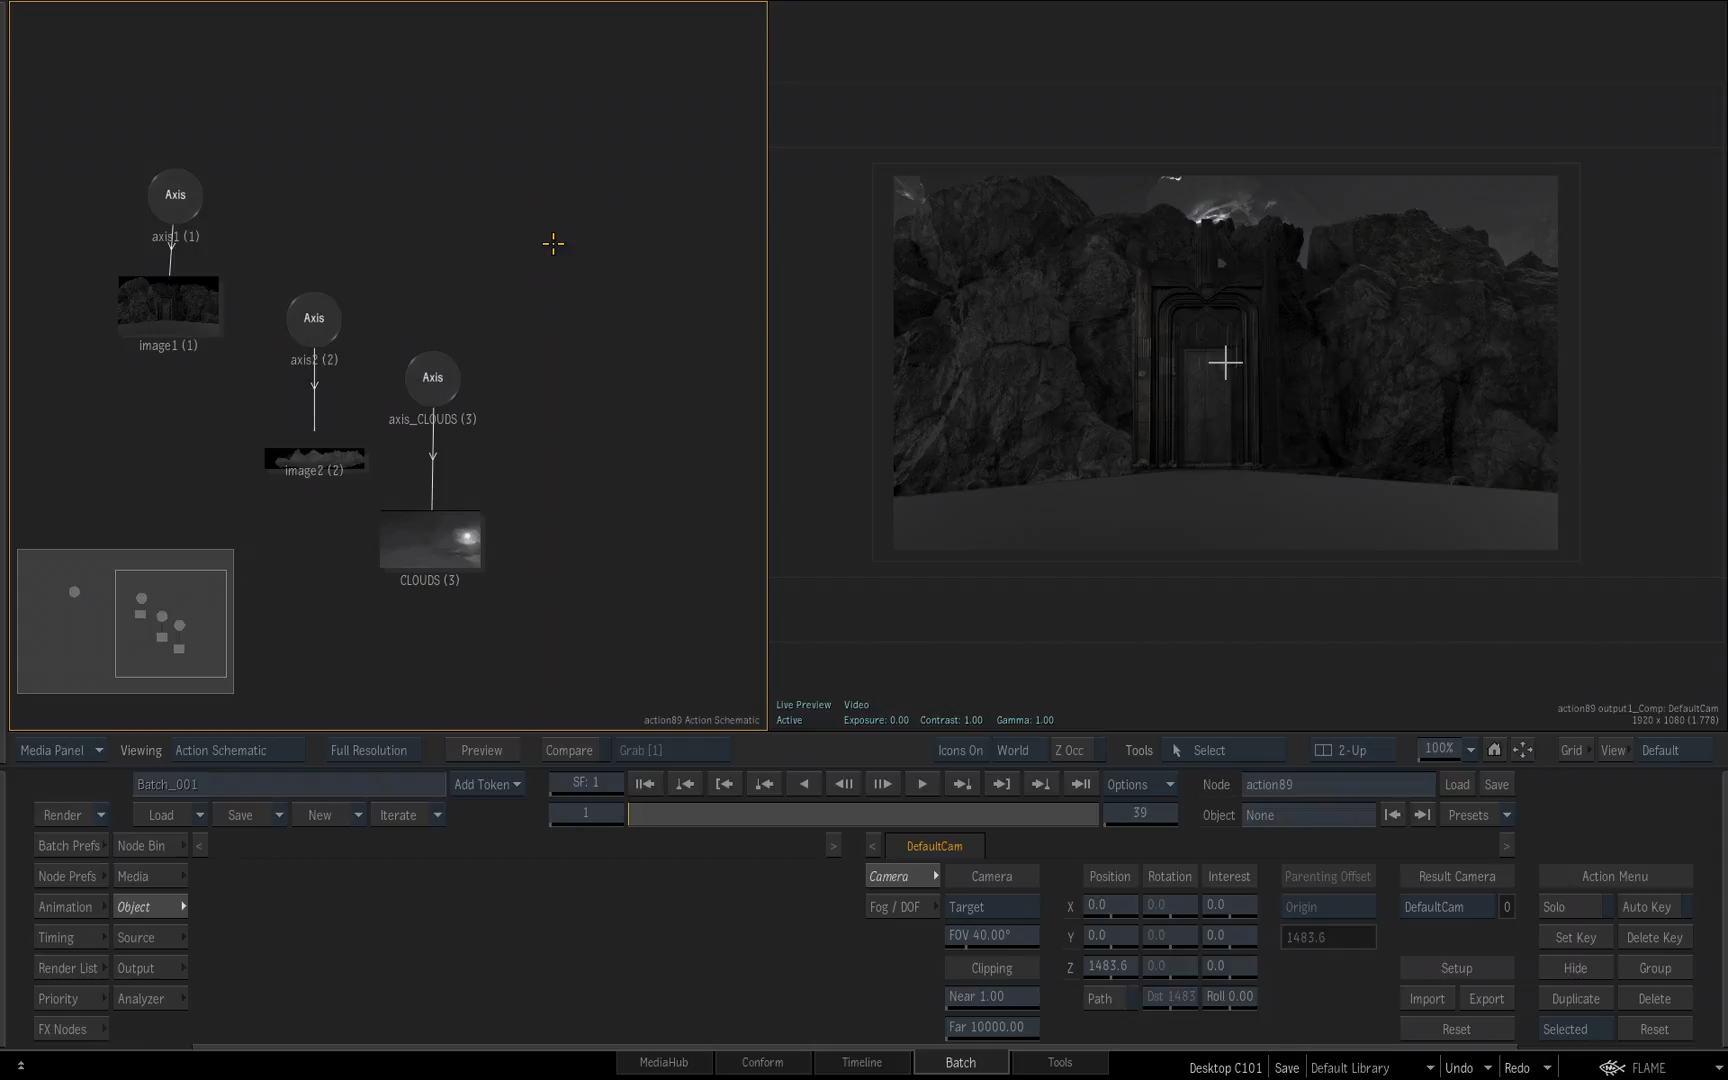 Axis
axis1 (1)
image1 (1)
Axis
axis2 (2)
image2 (2)
Axis
axis_CLOUDS (3)
CLOUDS (3)
action89 Action Schematic
Live Preview Video
Active Exposure: 0.00 Contrast: 1.00 Gamma: 1.00
action89 output1_Comp: DefaultCam
1920 x 1080 (1.778)
Media Panel Viewing Action Schematic Full Resolution Preview Compare Grab [1] Icons On World Z Occ Tools Select 2-Up 100% Grid View Default
Batch_001 Add Token SF: 1 Options Node action89 Load Save
Render Load Save New Iterate 1 39 Object None Presets
Batch Prefs Node Bin < > < DefaultCam >
Node Prefs Media Camera Camera Position Rotation Interest Parenting Offset Result Camera Action Menu
Animation Object Fog / DOF Target X 0.0 0.0 0.0 Origin DefaultCam 0 Solo Auto Key
Timing Source FOV 40.00° Y 0.0 0.0 0.0 1483.6 Set Key Delete Key
Render List Output Clipping Z 1483.6 0.0 0.0 Setup Hide Group
Priority Analyzer Near 1.00 Path Dst 1483 Roll 0.00 Import Export Duplicate Delete
FX Nodes Far 10000.00 Reset Selected Reset
MediaHub Conform Timeline Batch Tools Desktop C101 Save Default Library Undo Redo FLAME